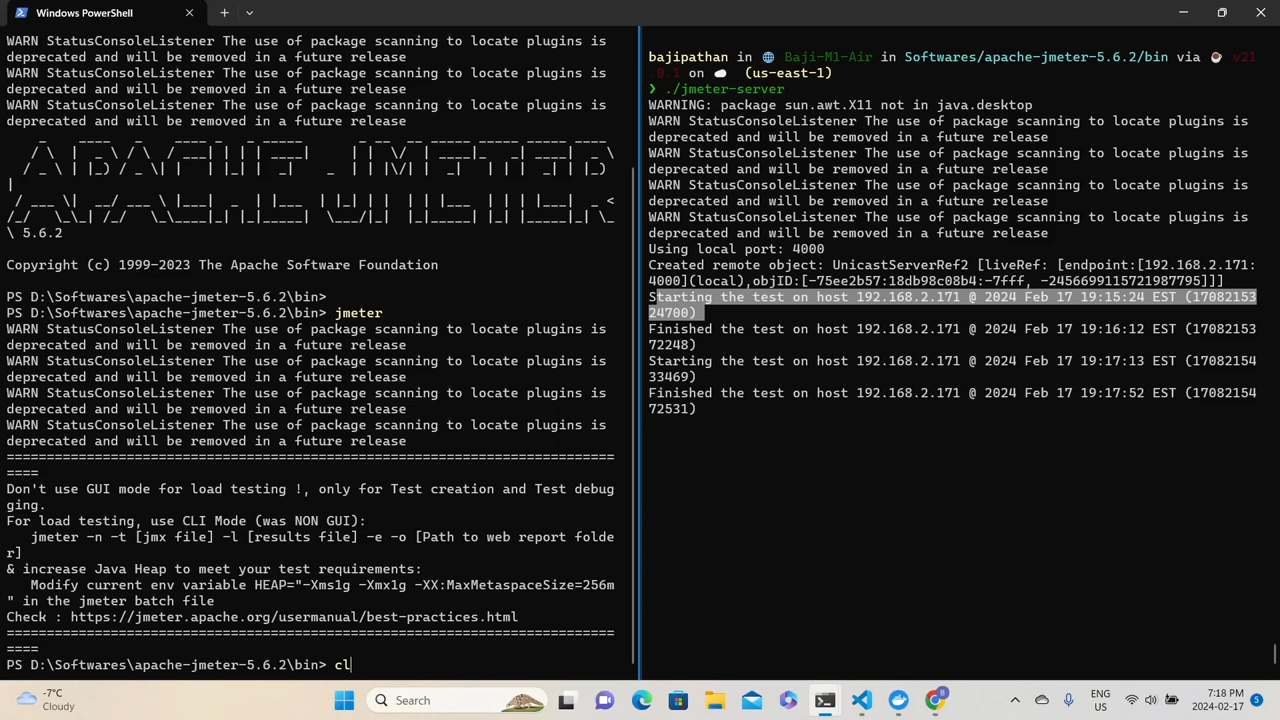 Windows PowerShell
WARN StatusConsoleListener The use of package scanning to locate plugins is
deprecated and will be removed in a future release
WARN StatusConsoleListener The use of package scanning to locate plugins is
deprecated and will be removed in a future release
WARN StatusConsoleListener The use of package scanning to locate plugins is
deprecated and will be removed in a future release
APACHE JMETER
\ 5.6.2
Copyright (c) 1999-2023 The Apache Software Foundation
PS D:\Softwares\apache-jmeter-5.6.2\bin>
PS D:\Softwares\apache-jmeter-5.6.2\bin> jmeter
WARN StatusConsoleListener The use of package scanning to locate plugins is
deprecated and will be removed in a future release
WARN StatusConsoleListener The use of package scanning to locate plugins is
deprecated and will be removed in a future release
WARN StatusConsoleListener The use of package scanning to locate plugins is
deprecated and will be removed in a future release
WARN StatusConsoleListener The use of package scanning to locate plugins is
deprecated and will be removed in a future release
============================================================================
====
Don't use GUI mode for load testing !, only for Test creation and Test debug
ging.
For load testing, use CLI Mode (was NON GUI):
   jmeter -n -t [jmx file] -l [results file] -e -o [Path to web report folde
r]
& increase Java Heap to meet your test requirements:
   Modify current env variable HEAP="-Xms1g -Xmx1g -XX:MaxMetaspaceSize=256m
" in the jmeter batch file
Check : https://jmeter.apache.org/usermanual/best-practices.html
============================================================================
====
PS D:\Softwares\apache-jmeter-5.6.2\bin> cl
bajipathan in 🌐 Baji-M1-Air in Softwares/apache-jmeter-5.6.2/bin via ☕ v21
.0.1 on ☁️ (us-east-1)
❯ ./jmeter-server
WARNING: package sun.awt.X11 not in java.desktop
WARN StatusConsoleListener The use of package scanning to locate plugins is
deprecated and will be removed in a future release
WARN StatusConsoleListener The use of package scanning to locate plugins is
deprecated and will be removed in a future release
WARN StatusConsoleListener The use of package scanning to locate plugins is
deprecated and will be removed in a future release
WARN StatusConsoleListener The use of package scanning to locate plugins is
deprecated and will be removed in a future release
Using local port: 4000
Created remote object: UnicastServerRef2 [liveRef: [endpoint:[192.168.2.171:
4000](local),objID:[-75ee2b57:18db98c08b4:-7fff, -2456699115721987795]]]
Starting the test on host 192.168.2.171 @ 2024 Feb 17 19:15:24 EST (17082153
24700)
Finished the test on host 192.168.2.171 @ 2024 Feb 17 19:16:12 EST (17082153
72248)
Starting the test on host 192.168.2.171 @ 2024 Feb 17 19:17:13 EST (17082154
33469)
Finished the test on host 192.168.2.171 @ 2024 Feb 17 19:17:52 EST (17082154
72531)
-7°C
Cloudy
Search
ENG
US
7:18 PM
2024-02-17